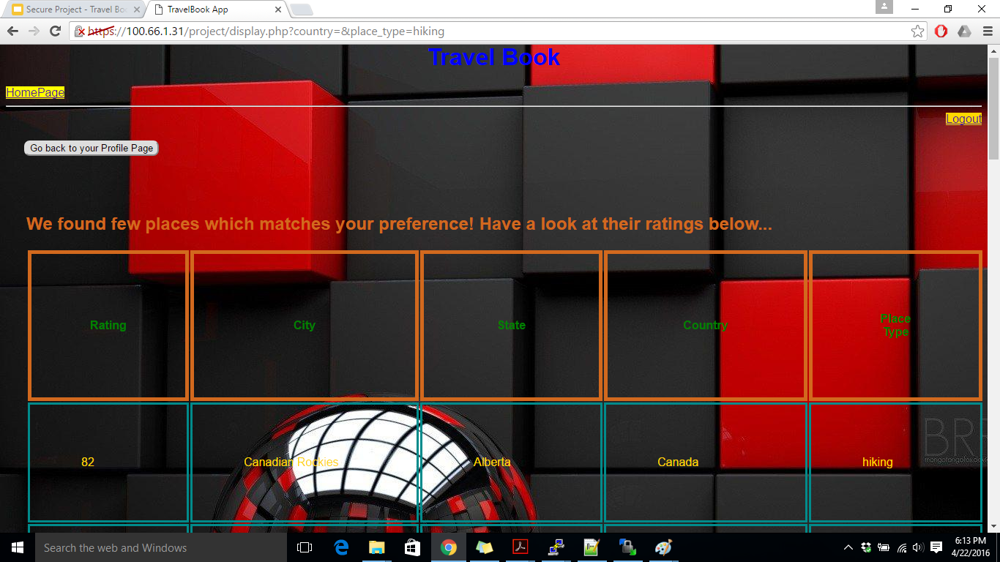 Secure Project - Travel Bo
TravelBook App
https://100.66.1.31/project/display.php?country=&place_type=hiking
Travel Book
HomePage
Logout
Go back to your Profile Page
We found few places which matches your preference! Have a look at their ratings below...
Rating City State Country Place
Type
82 Canadian Rockies Alberta Canada hiking
BR
mangotangofox.dev
Search the web and Windows
6:13 PM
4/22/2016